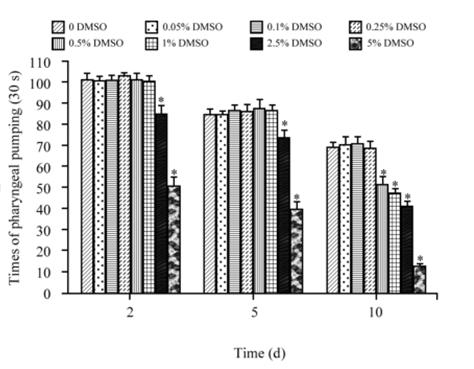 0 DMSO 0.05% DMSO 0.1% DMSO 0.25% DMSO
0.5% DMSO 1% DMSO 2.5% DMSO 5% DMSO
Times of pharyngeal pumping (30 s)
110
100
90
80
70
60
50
40
30
20
10
0
* * * * * * * *
2 5 10
Time (d)